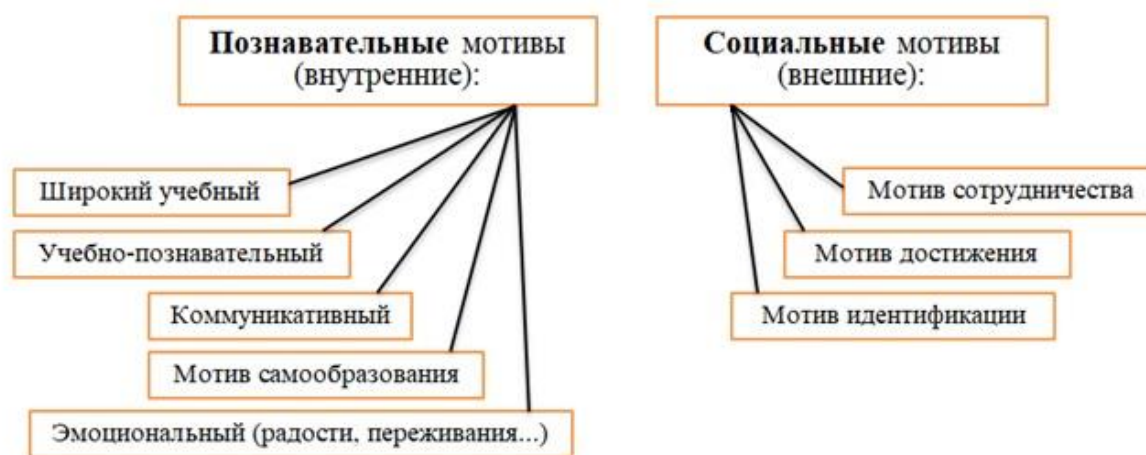 Познавательные мотивы
(внутренние):
Широкий учебный
Учебно-познавательный
Коммуникативный
Мотив самообразования
Эмоциональный (радости, переживания...)
Социальные мотивы
(внешние):
Мотив сотрудничества
Мотив достижения
Мотив идентификации